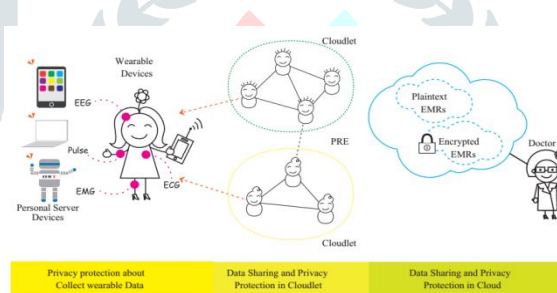 Cloudlet
Wearable
Devices
EEG
Plaintext
EMRs
PRE
Encrypted
EMRs
Doctor
Pulse
EMG
ECG
Personal Server
Devices
Cloudlet
Privacy protection about
Collect wearable Data
Data Sharing and Privacy
Protection in Cloudlet
Data Sharing and Privacy
Protection in Cloud